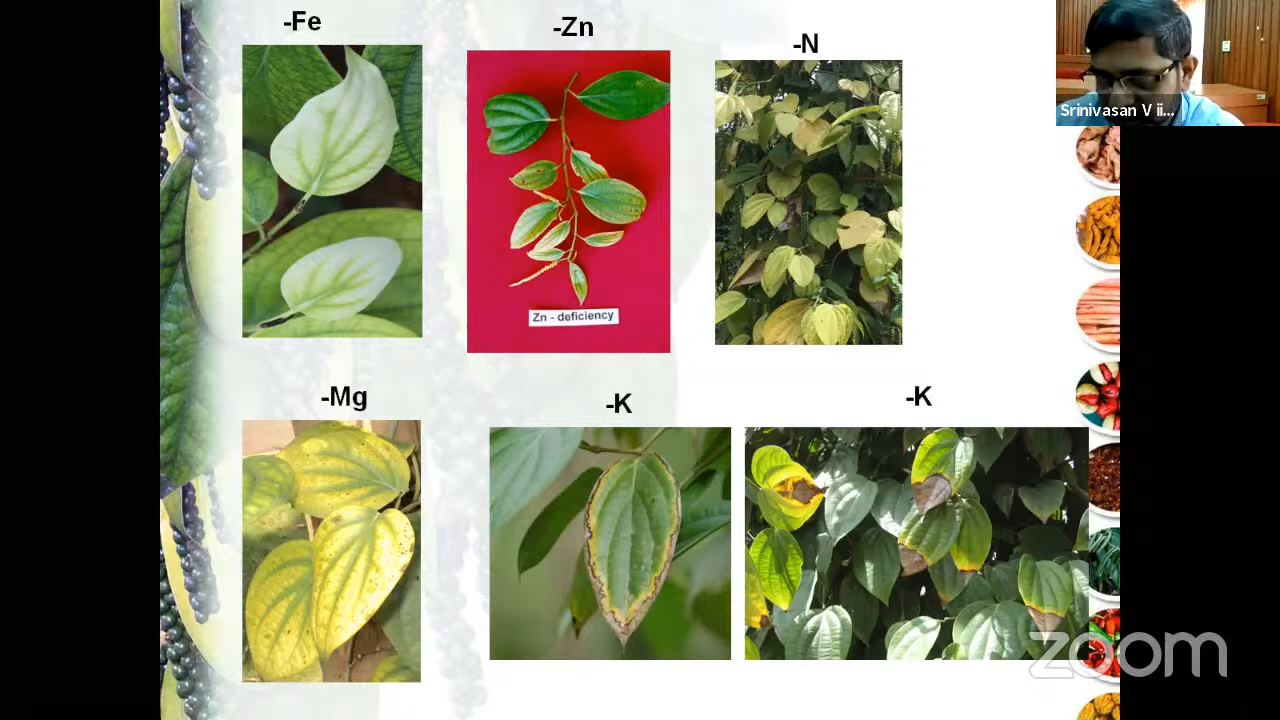 -Fe
-Zn
-N
Srinivasan V ii...
Zn - deficiency
-Mg
-K
-K
zoom